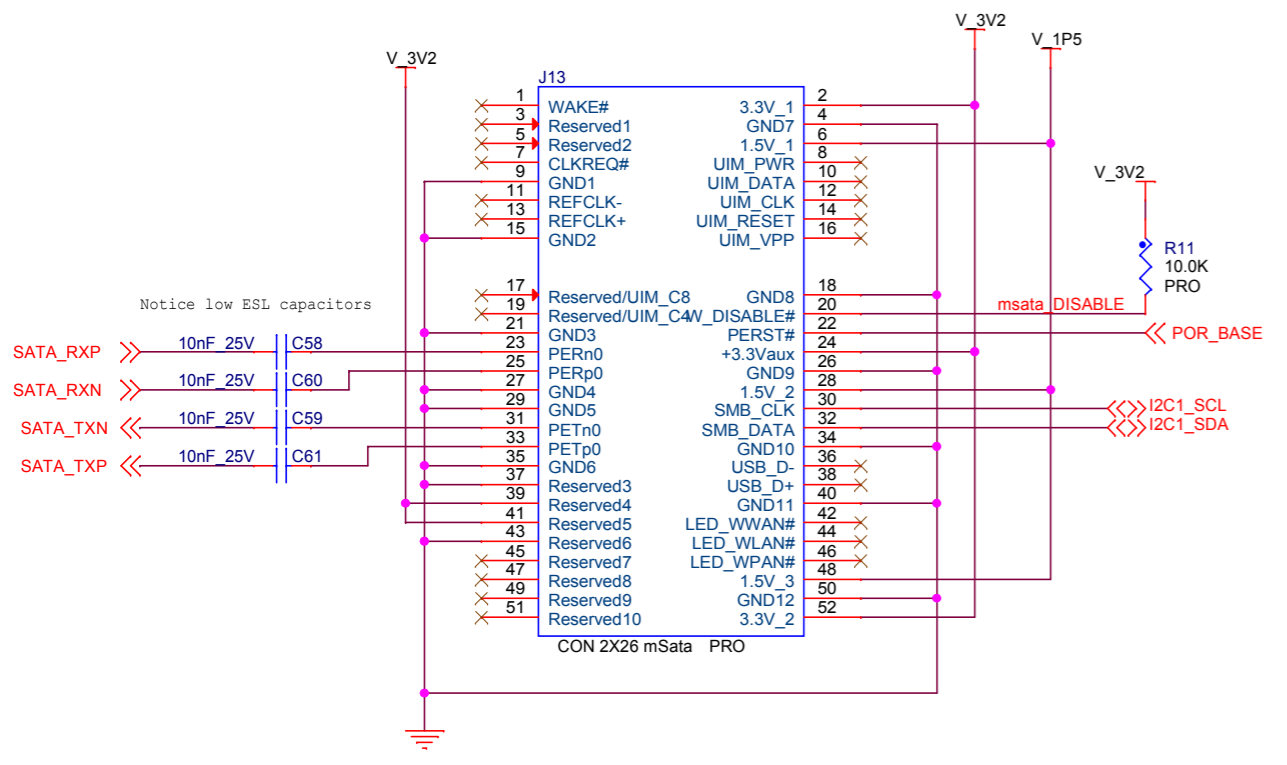 V_3V2
V_3V2
V_1P5
V_3V2
J13
1 WAKE# 3.3V_1 2
3 Reserved1 GND7 4
5 Reserved2 1.5V_1 6
7 CLKREQ# UIM_PWR 8
9 GND1 UIM_DATA 10
11 REFCLK- UIM_CLK 12
13 REFCLK+ UIM_RESET 14
15 GND2 UIM_VPP 16
R11
10.0K
PRO
Notice low ESL capacitors
17 Reserved/UIM_C8 GND8 18
19 Reserved/UIM_C4 W_DISABLE# 20 msata_DISABLE
21 GND3 PERST# 22 POR_BASE
SATA_RXP 10nF_25V C58 23 PERn0 +3.3Vaux 24
25 PERp0 GND9 26
SATA_RXN 10nF_25V C60 27 GND4 1.5V_2 28
29 GND5 SMB_CLK 30 I2C1_SCL
SATA_TXN 10nF_25V C59 31 PETn0 SMB_DATA 32 I2C1_SDA
33 PETp0 GND10 34
SATA_TXP 10nF_25V C61 35 GND6 USB_D- 36
37 Reserved3 USB_D+ 38
39 Reserved4 GND11 40
41 Reserved5 LED_WWAN# 42
43 Reserved6 LED_WLAN# 44
45 Reserved7 LED_WPAN# 46
47 Reserved8 1.5V_3 48
49 Reserved9 GND12 50
51 Reserved10 3.3V_2 52
CON 2X26 mSata PRO